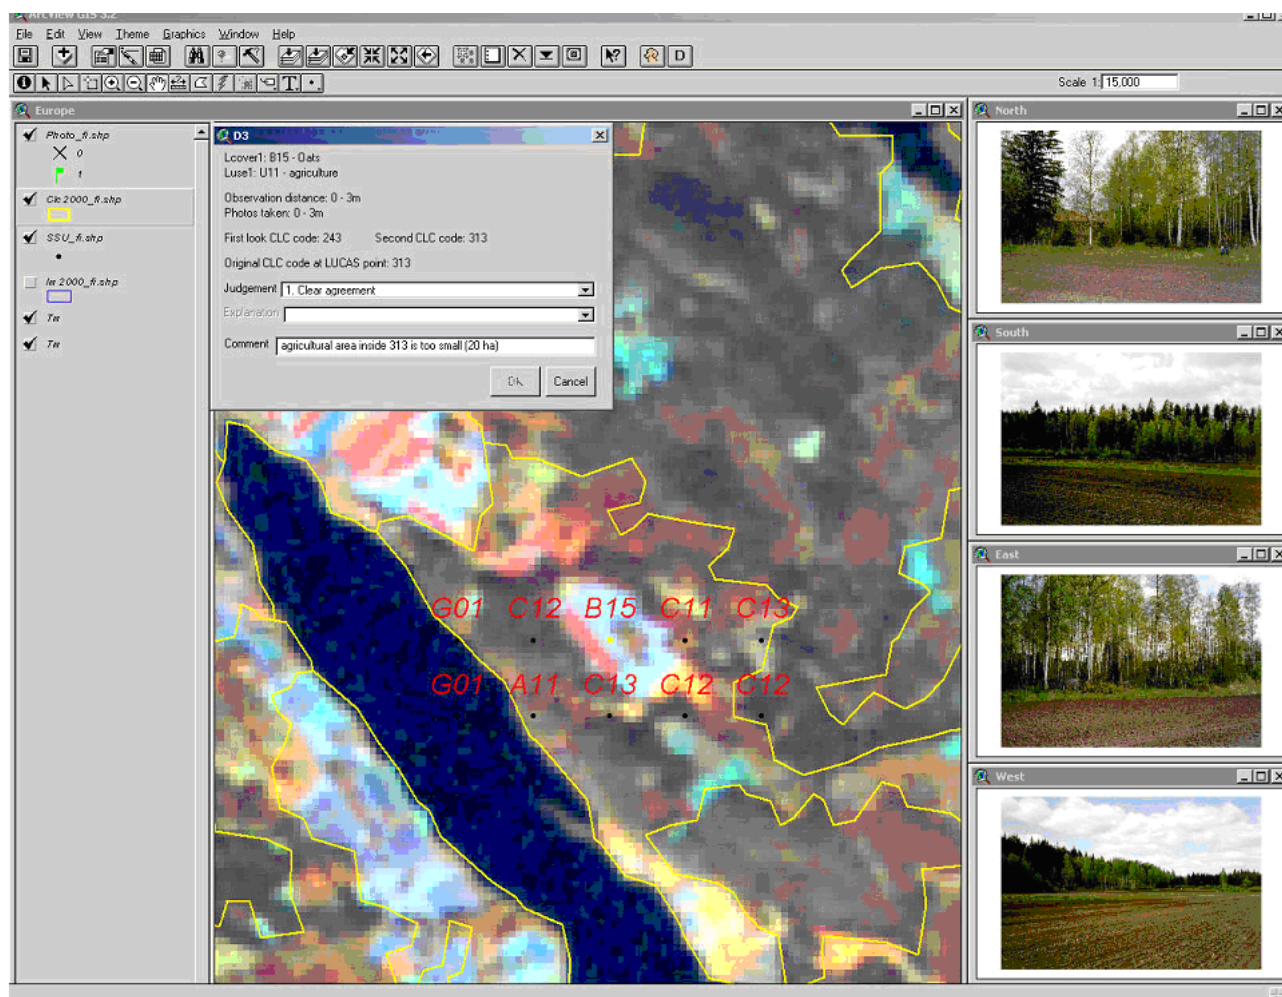 ArcView GIS 3.2
File Edit View Theme Graphics Window Help
D
T
Scale 1: 15,000
Europe
Photo_fi.shp
0
1
Clc2000_fi.shp
SSU_fi.shp
Im2000_fi.shp
D3
Lcover1: B15 - Oats
Luse1: U11 - agriculture
Observation distance: 0 - 3m
Photos taken: 0 - 3m
First look CLC code: 243 Second CLC code: 313
Original CLC code at LUCAS point: 313
Judgement 1. Clear agreement
Explanation
Comment agricultural area inside 313 is too small (20 ha)
Ok Cancel
G01 C12 B15 C11 C13
G01 A11 C13 C12 C12
North
South
East
West